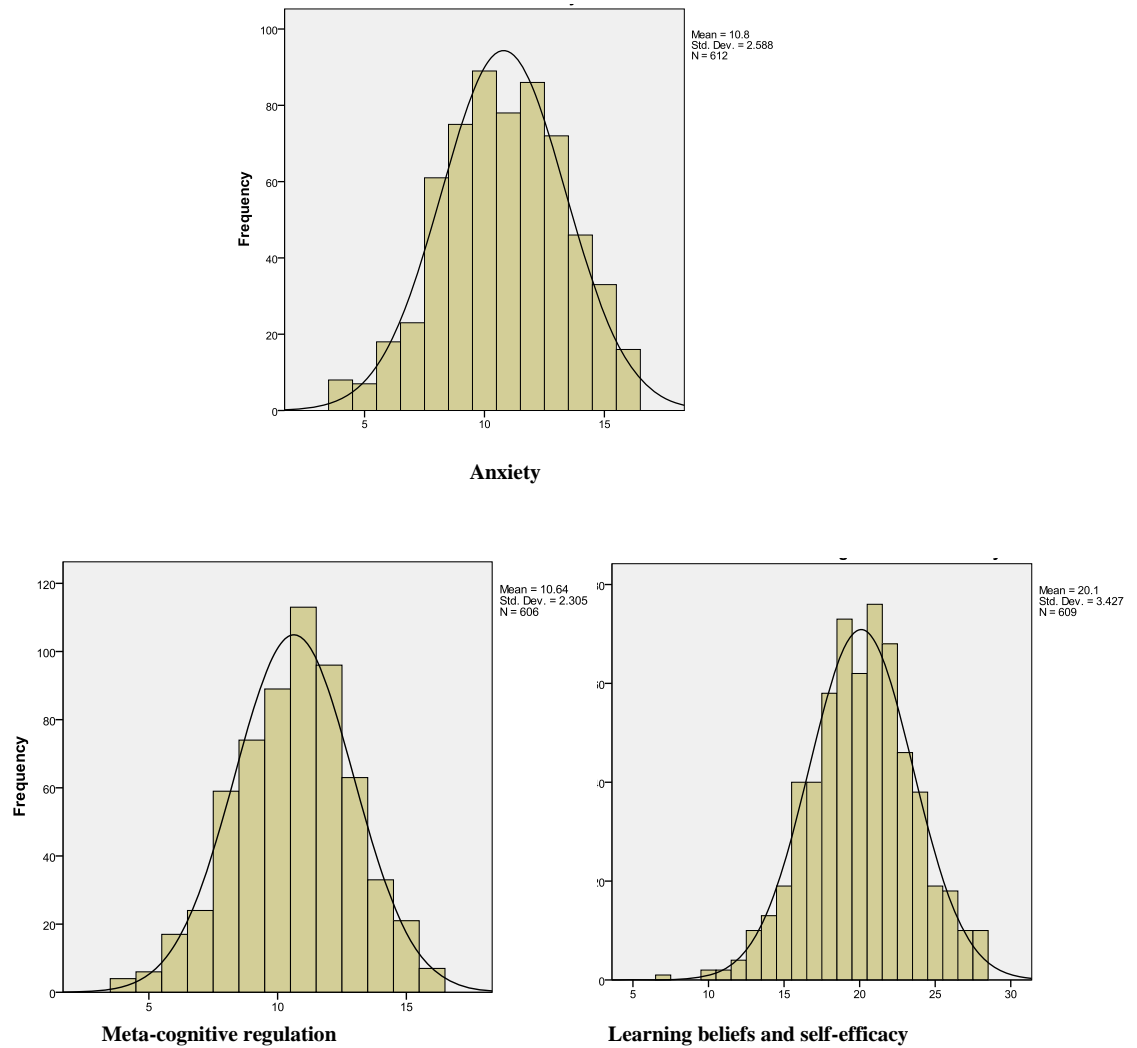 Mean = 10.8
Std. Dev. = 2.588
N = 612
100
80
60
40
20
0
Frequency
5 10 15
Anxiety
Mean = 10.64
Std. Dev. = 2.305
N = 606
120
100
80
60
40
20
0
Frequency
5 10 15
Meta-cognitive regulation
Mean = 20.1
Std. Dev. = 3.427
N = 609
0
5 10 15 20 25 30
Learning beliefs and self-efficacy